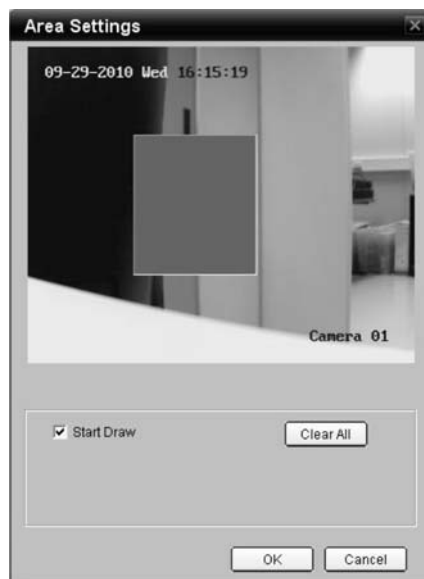 Area Settings
09-29-2010 Wed 16:15:19
Camera 01
Start Draw
Clear All
OK
Cancel